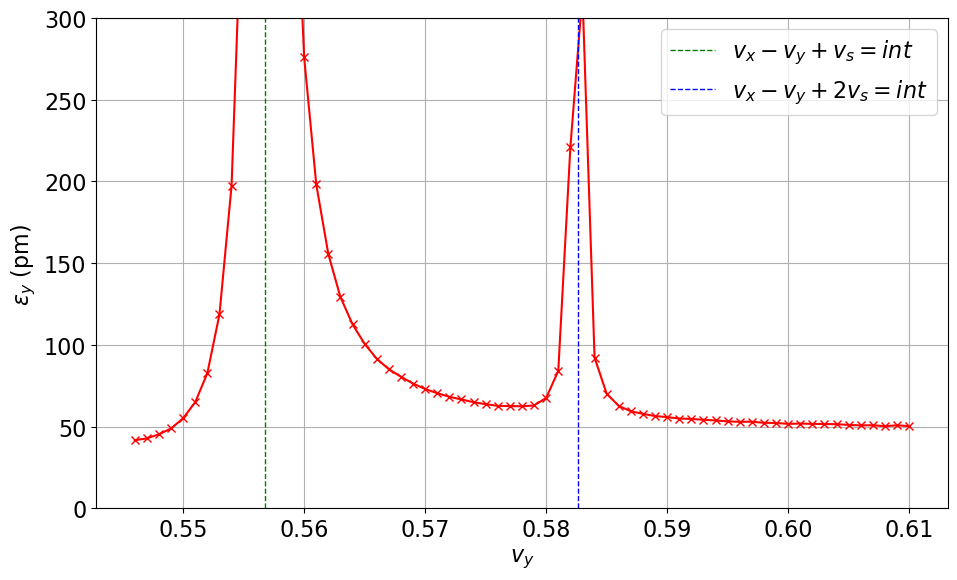 300
250
200
150
100
50
0
ε_y (pm)
v_x − v_y + v_s = int
v_x − v_y + 2v_s = int
0.55 0.56 0.57 0.58 0.59 0.60 0.61
v_y